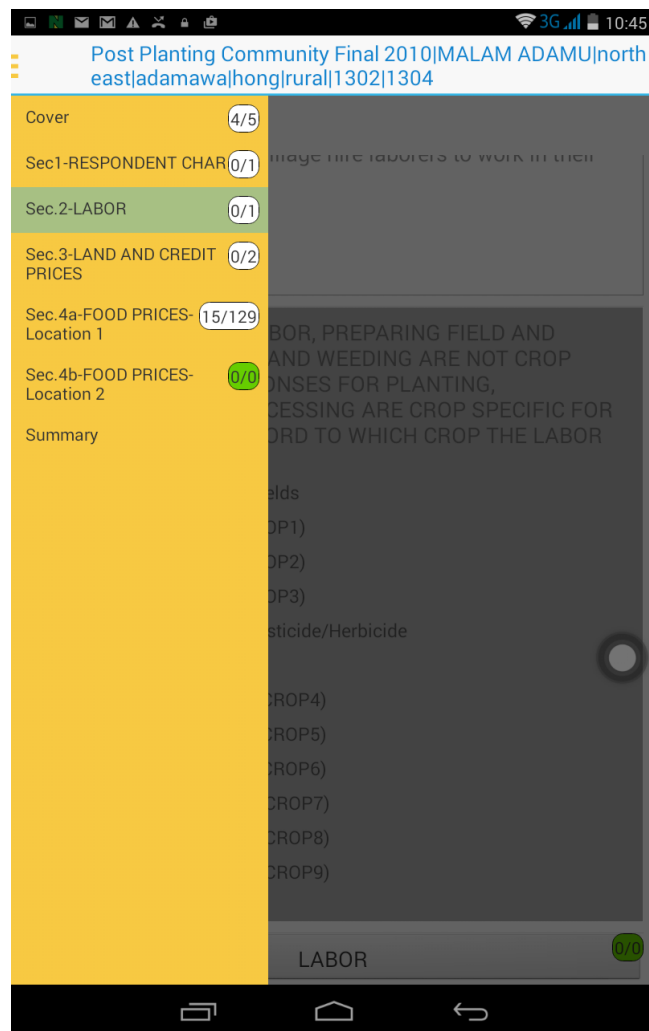 3G 10:45
Post Planting Community Final 2010|MALAM ADAMU|north
east|adamawa|hong|rural|1302|1304
Cover 4/5
Sec1-RESPONDENT CHAR 0/1
Sec.2-LABOR 0/1
Sec.3-LAND AND CREDIT 0/2
PRICES
Sec.4a-FOOD PRICES- 15/129
Location 1
Sec.4b-FOOD PRICES- 0/0
Location 2
Summary
hire laborers to work in their
BOR, PREPARING FIELD AND
AND WEEDING ARE NOT CROP
ONSES FOR PLANTING,
CESSING ARE CROP SPECIFIC FOR
ORD TO WHICH CROP THE LABOR
elds
OP1)
OP2)
OP3)
sticide/Herbicide
CROP4)
CROP5)
CROP6)
CROP7)
CROP8)
CROP9)
LABOR 0/0